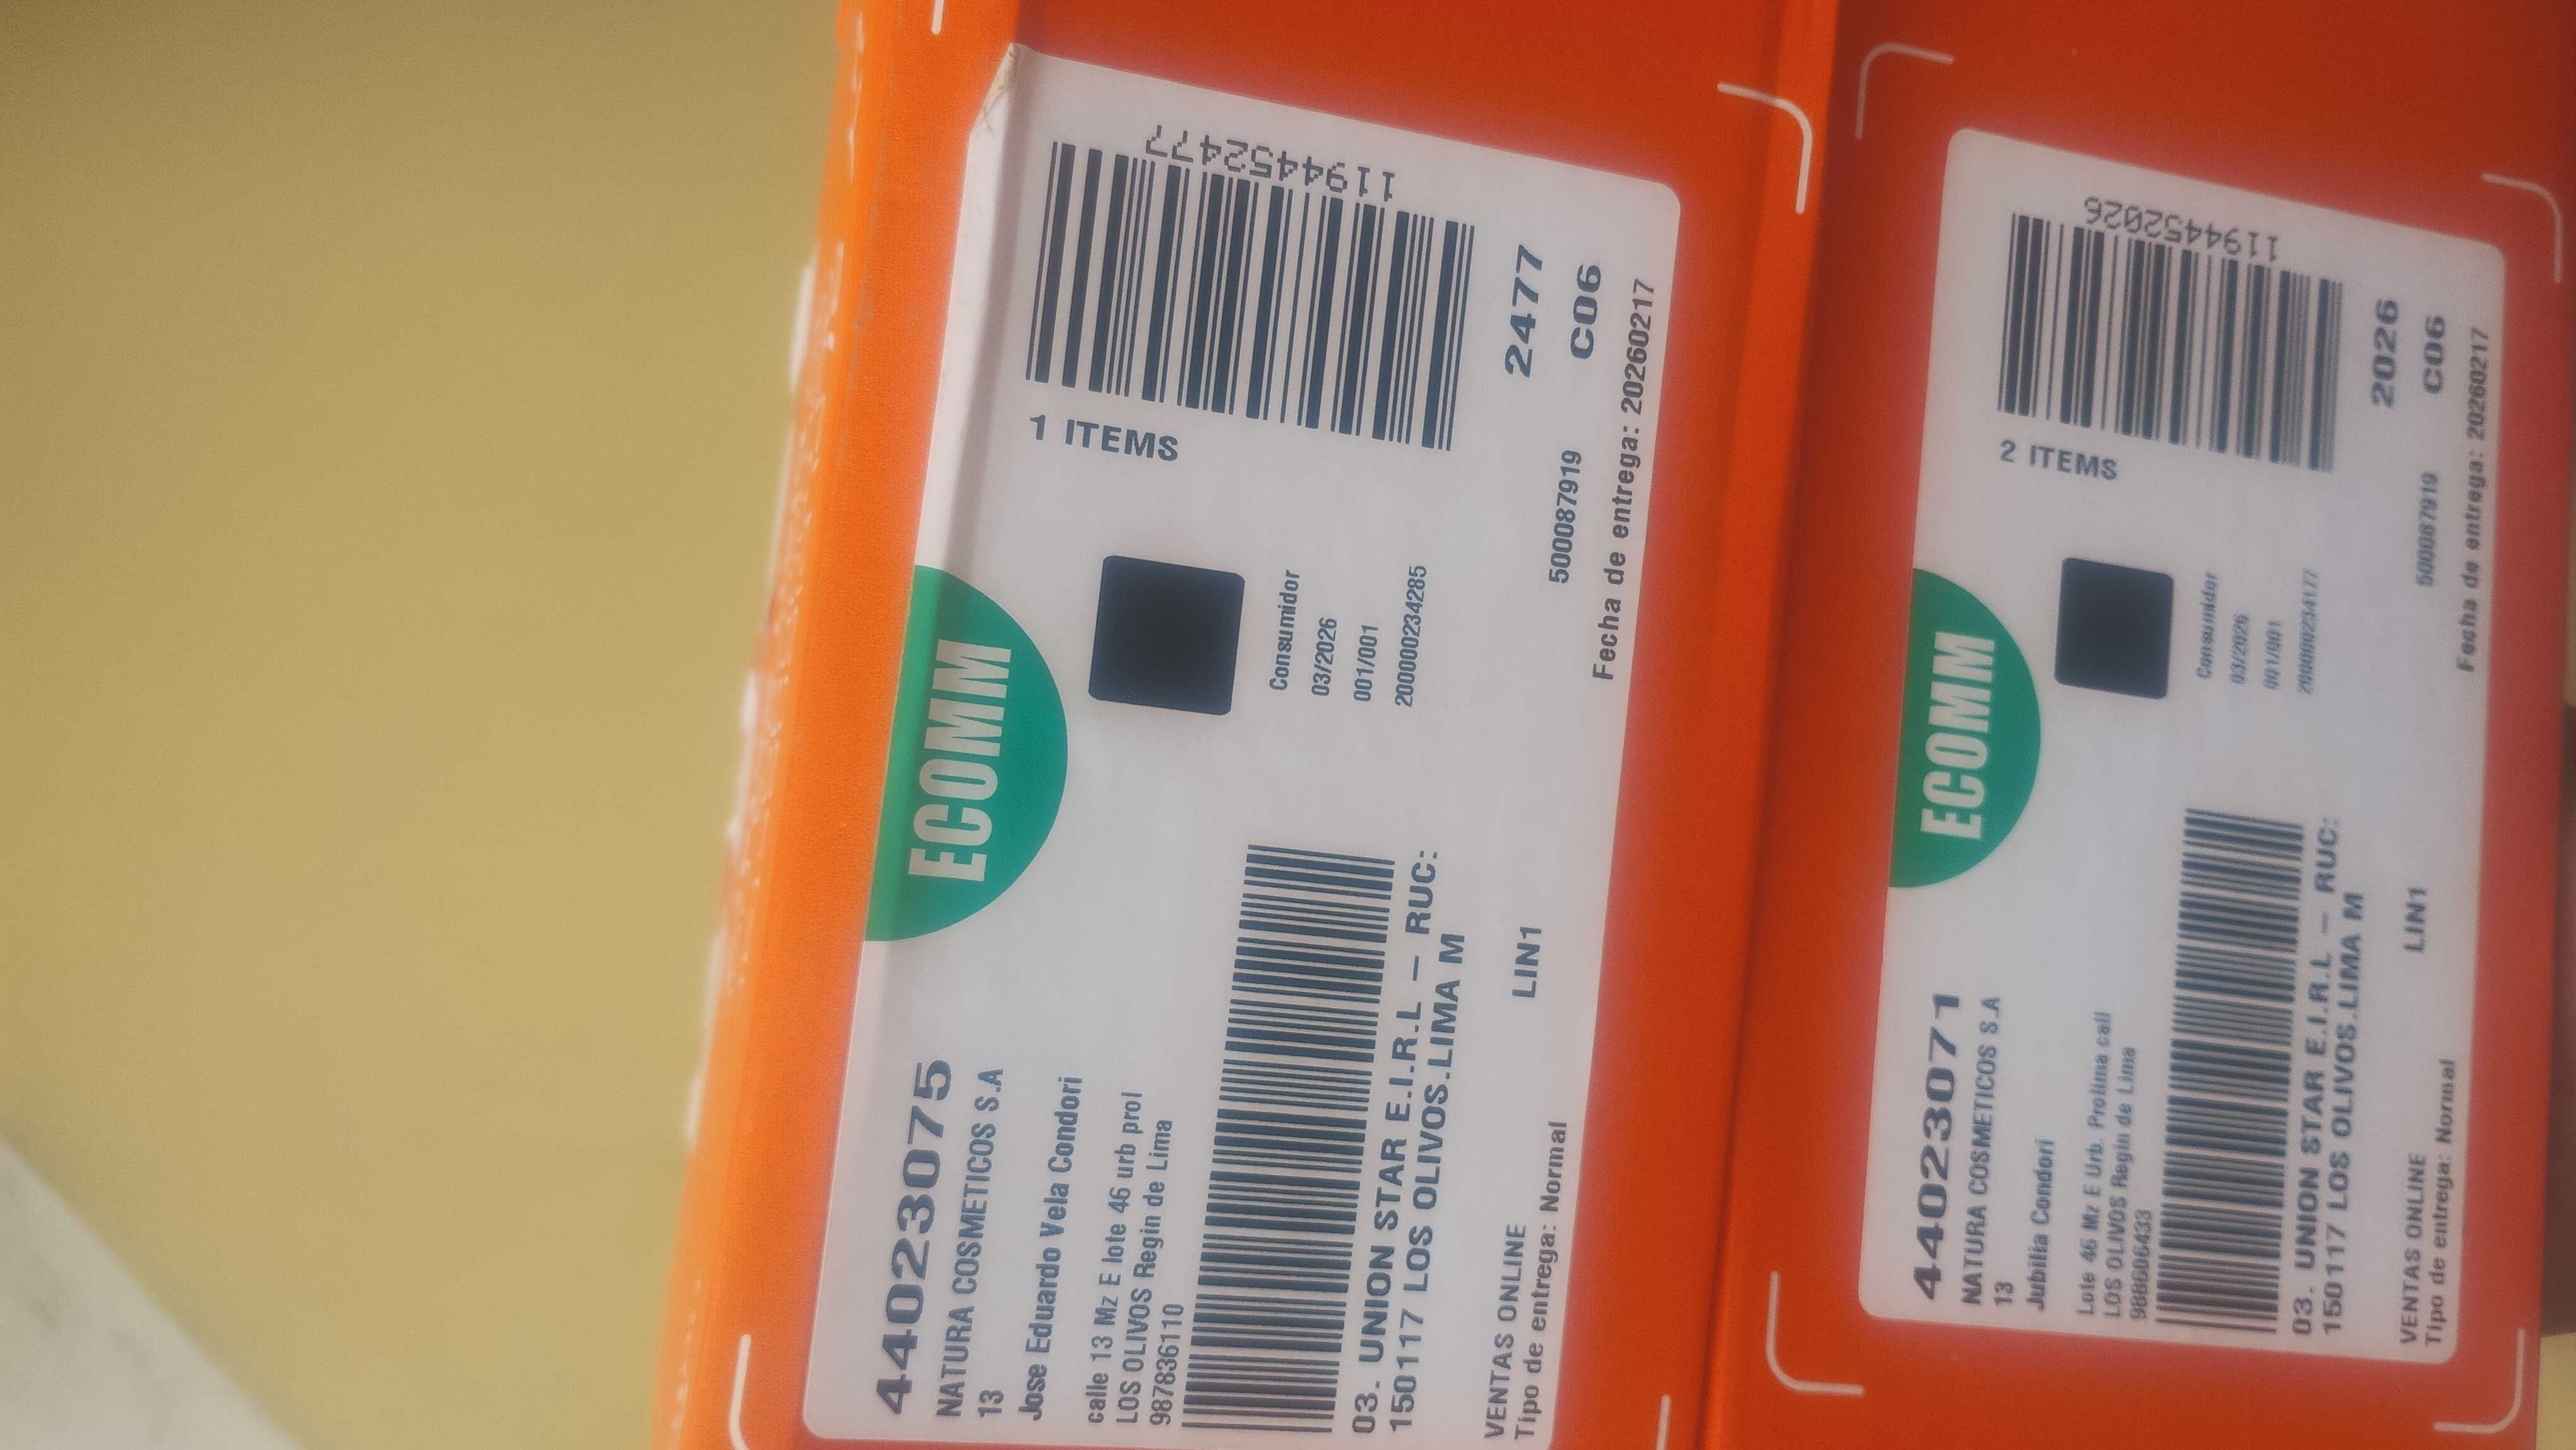 44023075
NATURA COSMETICOS S.A
13
Jose Eduardo Vela Condori
calle 13 Mz E lote 46 urb prol
LOS OLIVOS Regin de Lima
987836110
03. UNION STAR E.I.R.L – RUC:
150117 LOS OLIVOS.LIMA M
VENTAS ONLINE
LIN1
Tipo de entrega: Normal
ECOMM
Consumidor
03/2026
001/001
200000234285
500087919
Fecha de entrega: 20260217
1 ITEMS
1194452477
2477
C06
44023071
NATURA COSMETICOS S.A
13
Jubilia Condori
Lote 46 Mz E Urb. Prolima call
LOS OLIVOS Regin de Lima
988606433
03. UNION STAR E.I.R.L – RUC:
150117 LOS OLIVOS.LIMA M
VENTAS ONLINE
LIN1
Tipo de entrega: Normal
ECOMM
Consumidor
03/2026
001/001
200000234177
500087919
Fecha de entrega: 20260217
2 ITEMS
1194452026
2026
C06